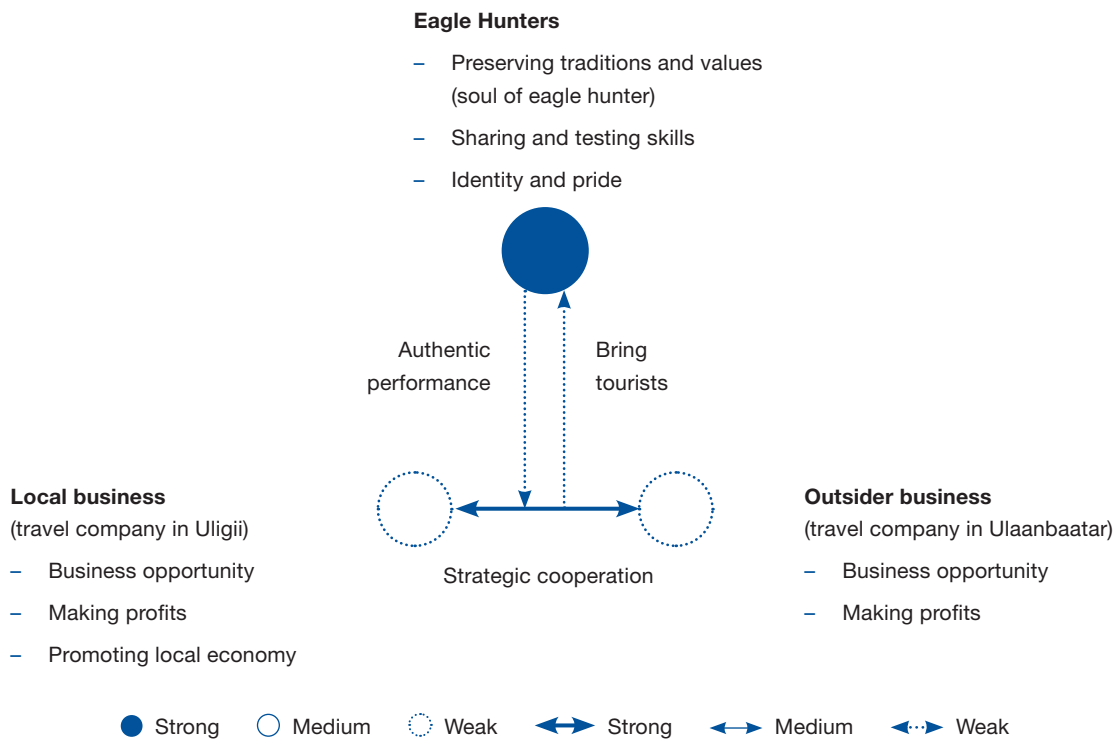 Eagle Hunters
– Preserving traditions and values
(soul of eagle hunter)
– Sharing and testing skills
– Identity and pride
Authentic
performance
Bring
tourists
Local business
(travel company in Uligii)
– Business opportunity
– Making profits
– Promoting local economy
Strategic cooperation
Outsider business
(travel company in Ulaanbaatar)
– Business opportunity
– Making profits
Strong Medium Weak Strong Medium Weak